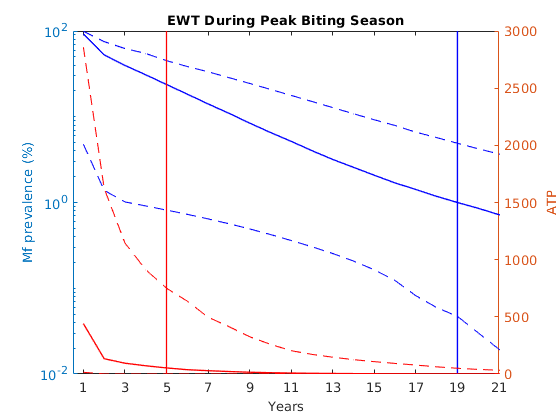 EWT During Peak Biting Season
Mf prevalence (%)
10^2
10^0
10^-2
3000
2500
2000
1500
1000
500
0
ATP
1 3 5 7 9 11 13 15 17 19 21
Years